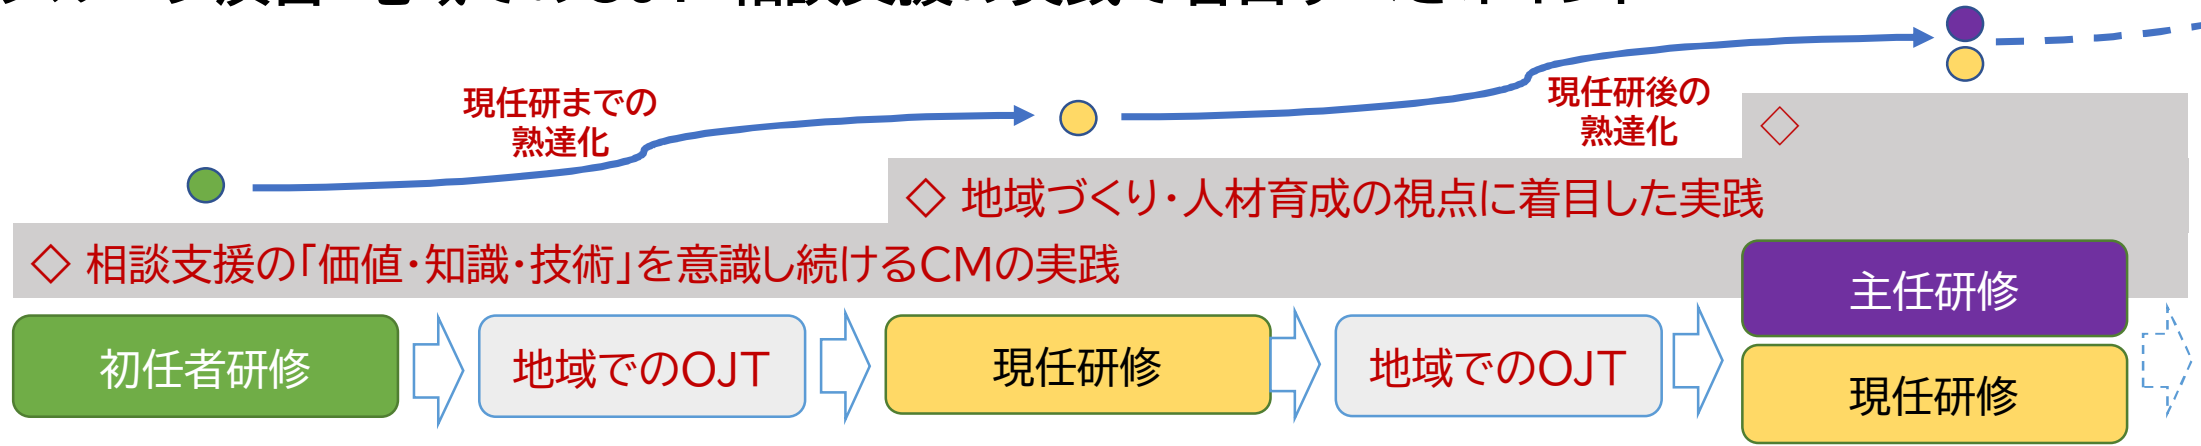 現任研までの
熟達化
現任研後の
熟達化
◇
◇ 地域づくり・人材育成の視点に着目した実践
◇ 相談支援の「価値・知識・技術」を意識し続けるCMの実践
主任研修
初任者研修
地域でのOJT
現任研修
地域でのOJT
現任研修